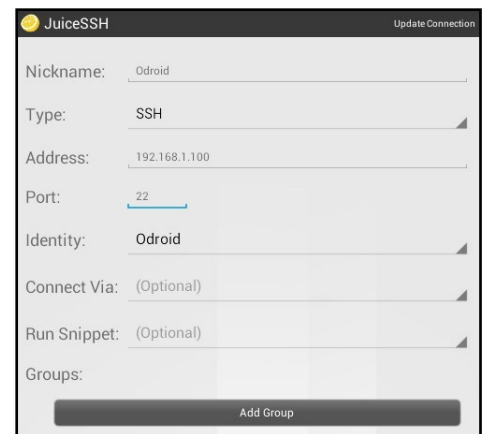 JuiceSSH Update Connection
Nickname: Odroid
Type: SSH
Address: 192.168.1.100
Port: 22
Identity: Odroid
Connect Via: (Optional)
Run Snippet: (Optional)
Groups:
Add Group